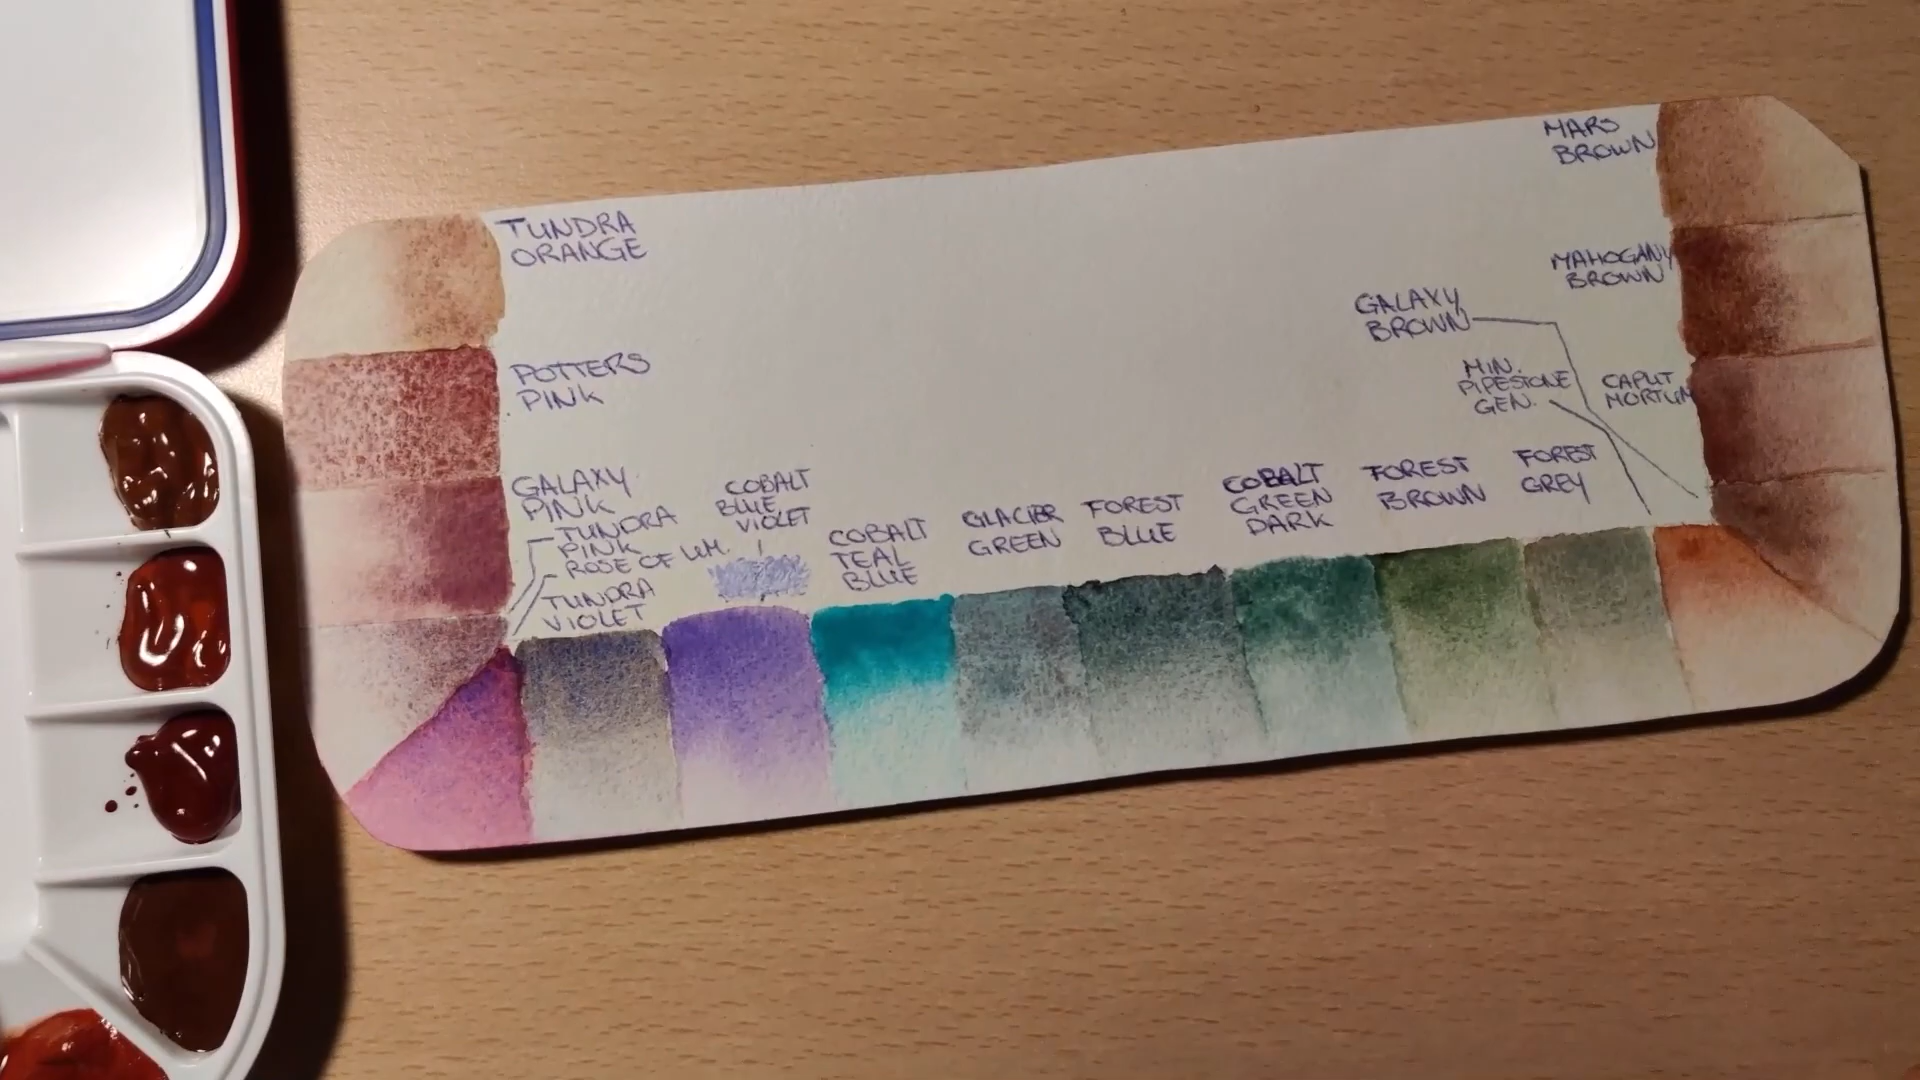 TUNDRA
ORANGE
POTTERS
PINK
GALAXY
PINK
TUNDRA
PINK
ROSE OF UM.
TUNDRA
VIOLET
COBALT
BLUE
VIOLET
COBALT
TEAL
BLUE
GLACIER
GREEN
FOREST
BLUE
COBALT
GREEN
DARK
FOREST
BROWN
FOREST
GREY
MIN.
PIPESTONE
GEN.
GALAXY
BROWN
CAPUT
MORTUM
MAHOGANY
BROWN
MARS
BROWN